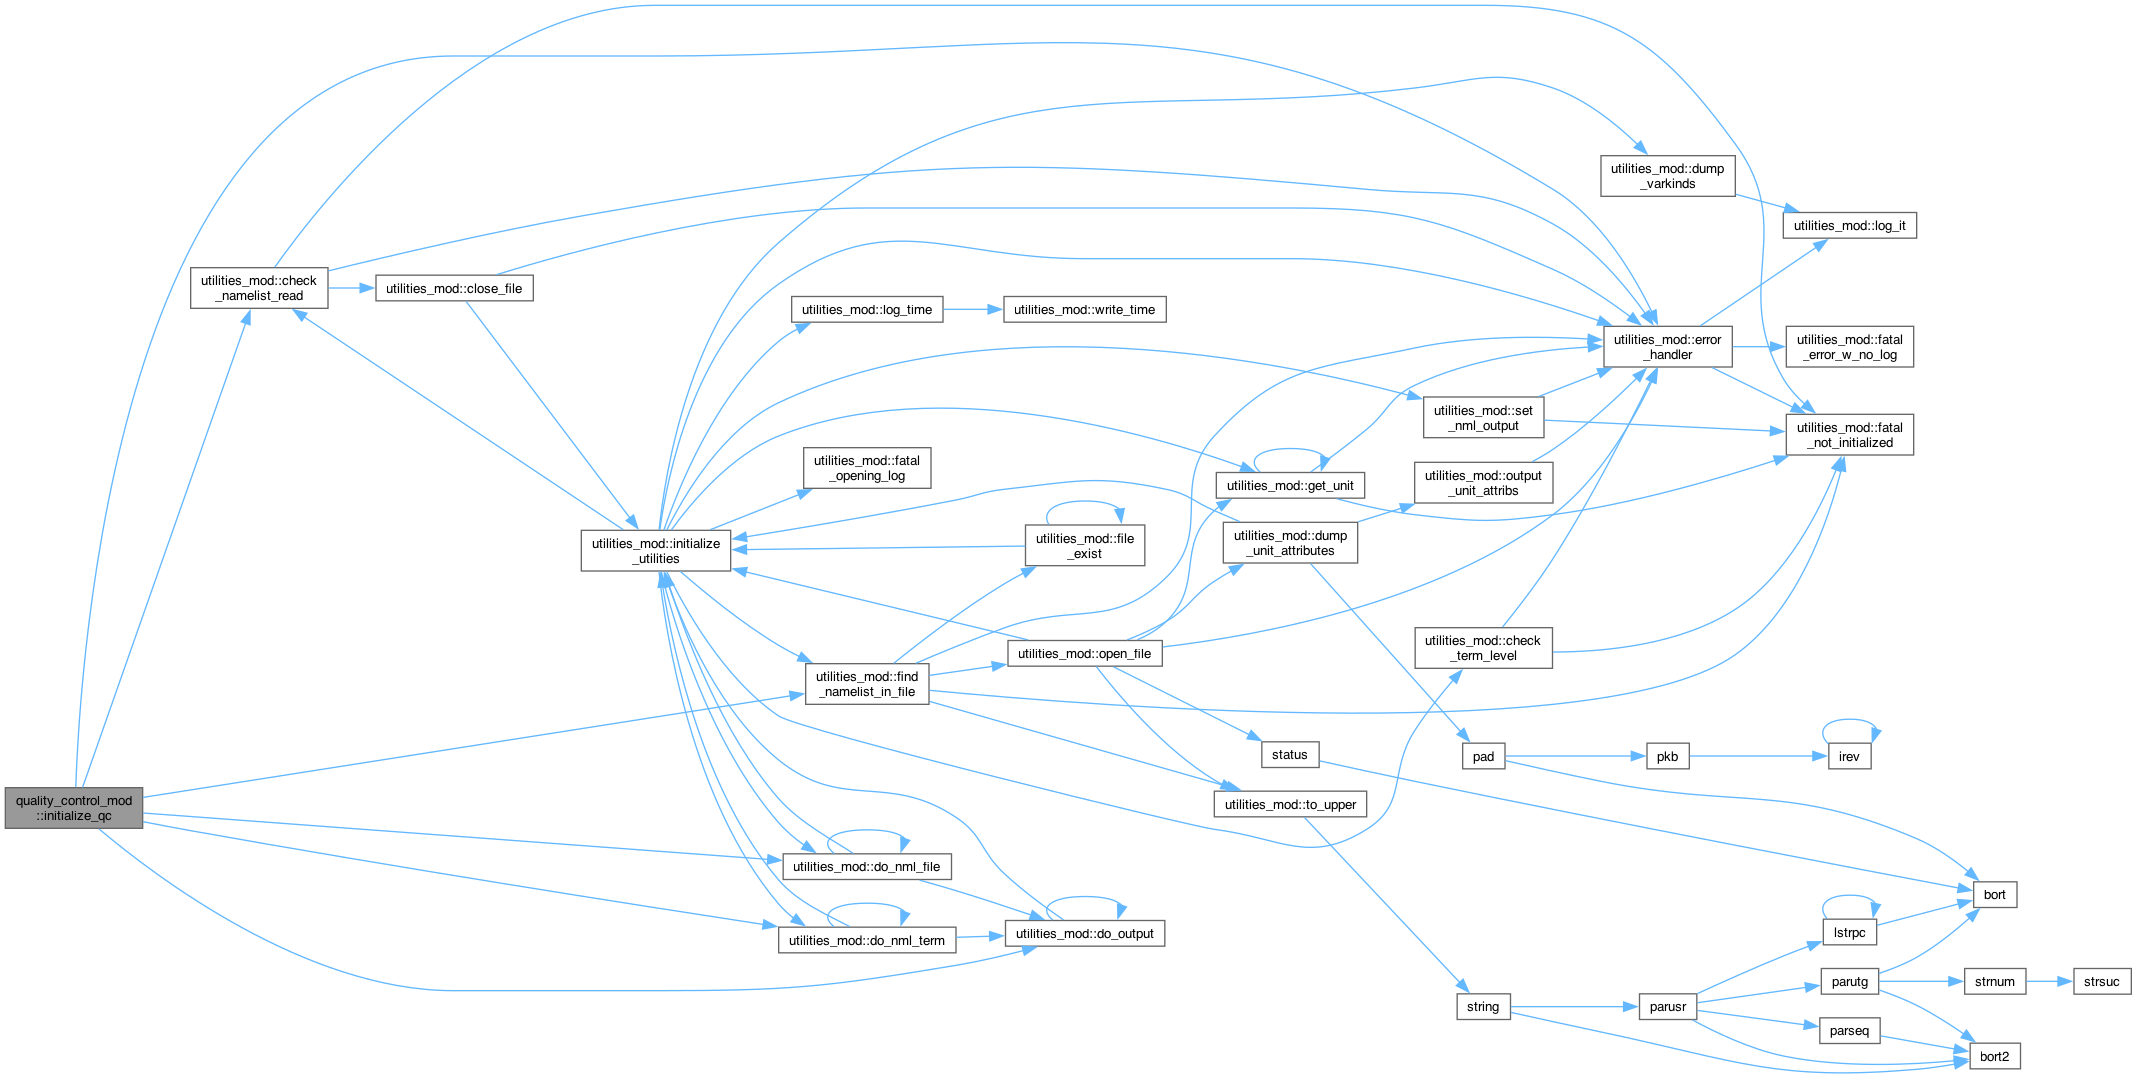 utilities_mod::dump
_varkinds
utilities_mod::log_it
utilities_mod::check
_namelist_read
utilities_mod::close_file
utilities_mod::log_time
utilities_mod::write_time
utilities_mod::error
_handler
utilities_mod::fatal
_error_w_no_log
utilities_mod::set
_nml_output
utilities_mod::fatal
_not_initialized
utilities_mod::fatal
_opening_log
utilities_mod::get_unit
utilities_mod::output
_unit_attribs
utilities_mod::initialize
_utilities
utilities_mod::file
_exist
utilities_mod::dump
_unit_attributes
utilities_mod::check
_term_level
utilities_mod::open_file
utilities_mod::find
_namelist_in_file
status
pad
pkb
irev
quality_control_mod
::initialize_qc
utilities_mod::to_upper
utilities_mod::do_nml_file
bort
utilities_mod::do_nml_term
utilities_mod::do_output
lstrpc
parutg
strnum
strsuc
string
parusr
parseq
bort2